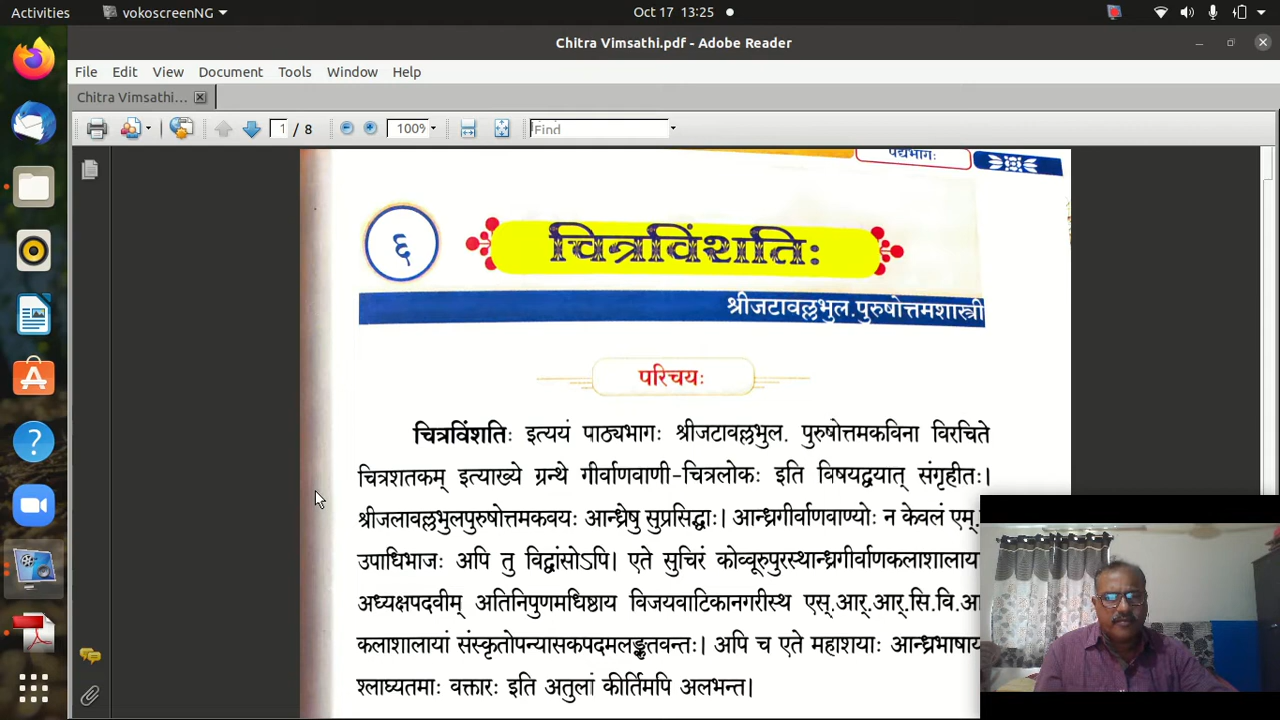 Activities vokoscreenNG Oct 17 13:25
Chitra Vimsathi.pdf - Adobe Reader
File Edit View Document Tools Window Help
Chitra Vimsathi...
1 / 8 100% Find
पद्यभागः
६ चित्रविंशतिः
श्रीजटावल्लभुल.पुरुषोत्तमशास्त्री
परिचयः
चित्रविंशतिः इत्ययं पाठ्यभागः श्रीजटावल्लभुल. पुरुषोत्तमकविना विरचिते
चित्रशतकम् इत्याख्ये ग्रन्थे गीर्वाणवाणी-चित्रलोकः इति विषयद्वयात् संगृहीतः।
श्रीजलावल्लभुलपुरुषोत्तमकवयः आन्ध्रेषु सुप्रसिद्धाः। आन्ध्रगीर्वाणवाण्योः न केवलं एम्.
उपाधिभाजः अपि तु विद्वांसोऽपि। एते सुचिरं कोव्वूरुपुरस्थान्ध्रगीर्वाणकलाशालाया
अध्यक्षपदवीम् अतिनिपुणमधिष्ठाय विजयवाटिकानगरीस्थ एस्.आर्.आर्.सि.वि.आ
कलाशालायां संस्कृतोपन्यासकपदमलङ्कृतवन्तः। अपि च एते महाशयाः आन्ध्रभाषाय
श्लाघ्यतमाः वक्तारः इति अतुलां कीर्तिमपि अलभन्त।